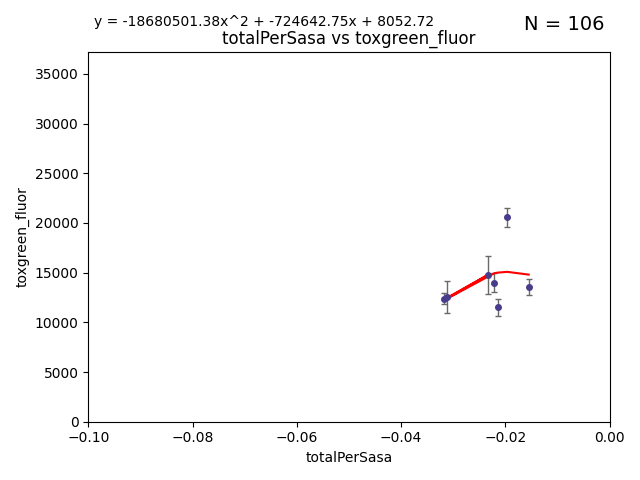 y = -18680501.38x^2 + -724642.75x + 8052.72
N = 106
totalPerSasa vs toxgreen_fluor
35000
30000
25000
20000
15000
10000
5000
0
toxgreen_fluor
−0.10
−0.08
−0.06
−0.04
−0.02
0.00
totalPerSasa